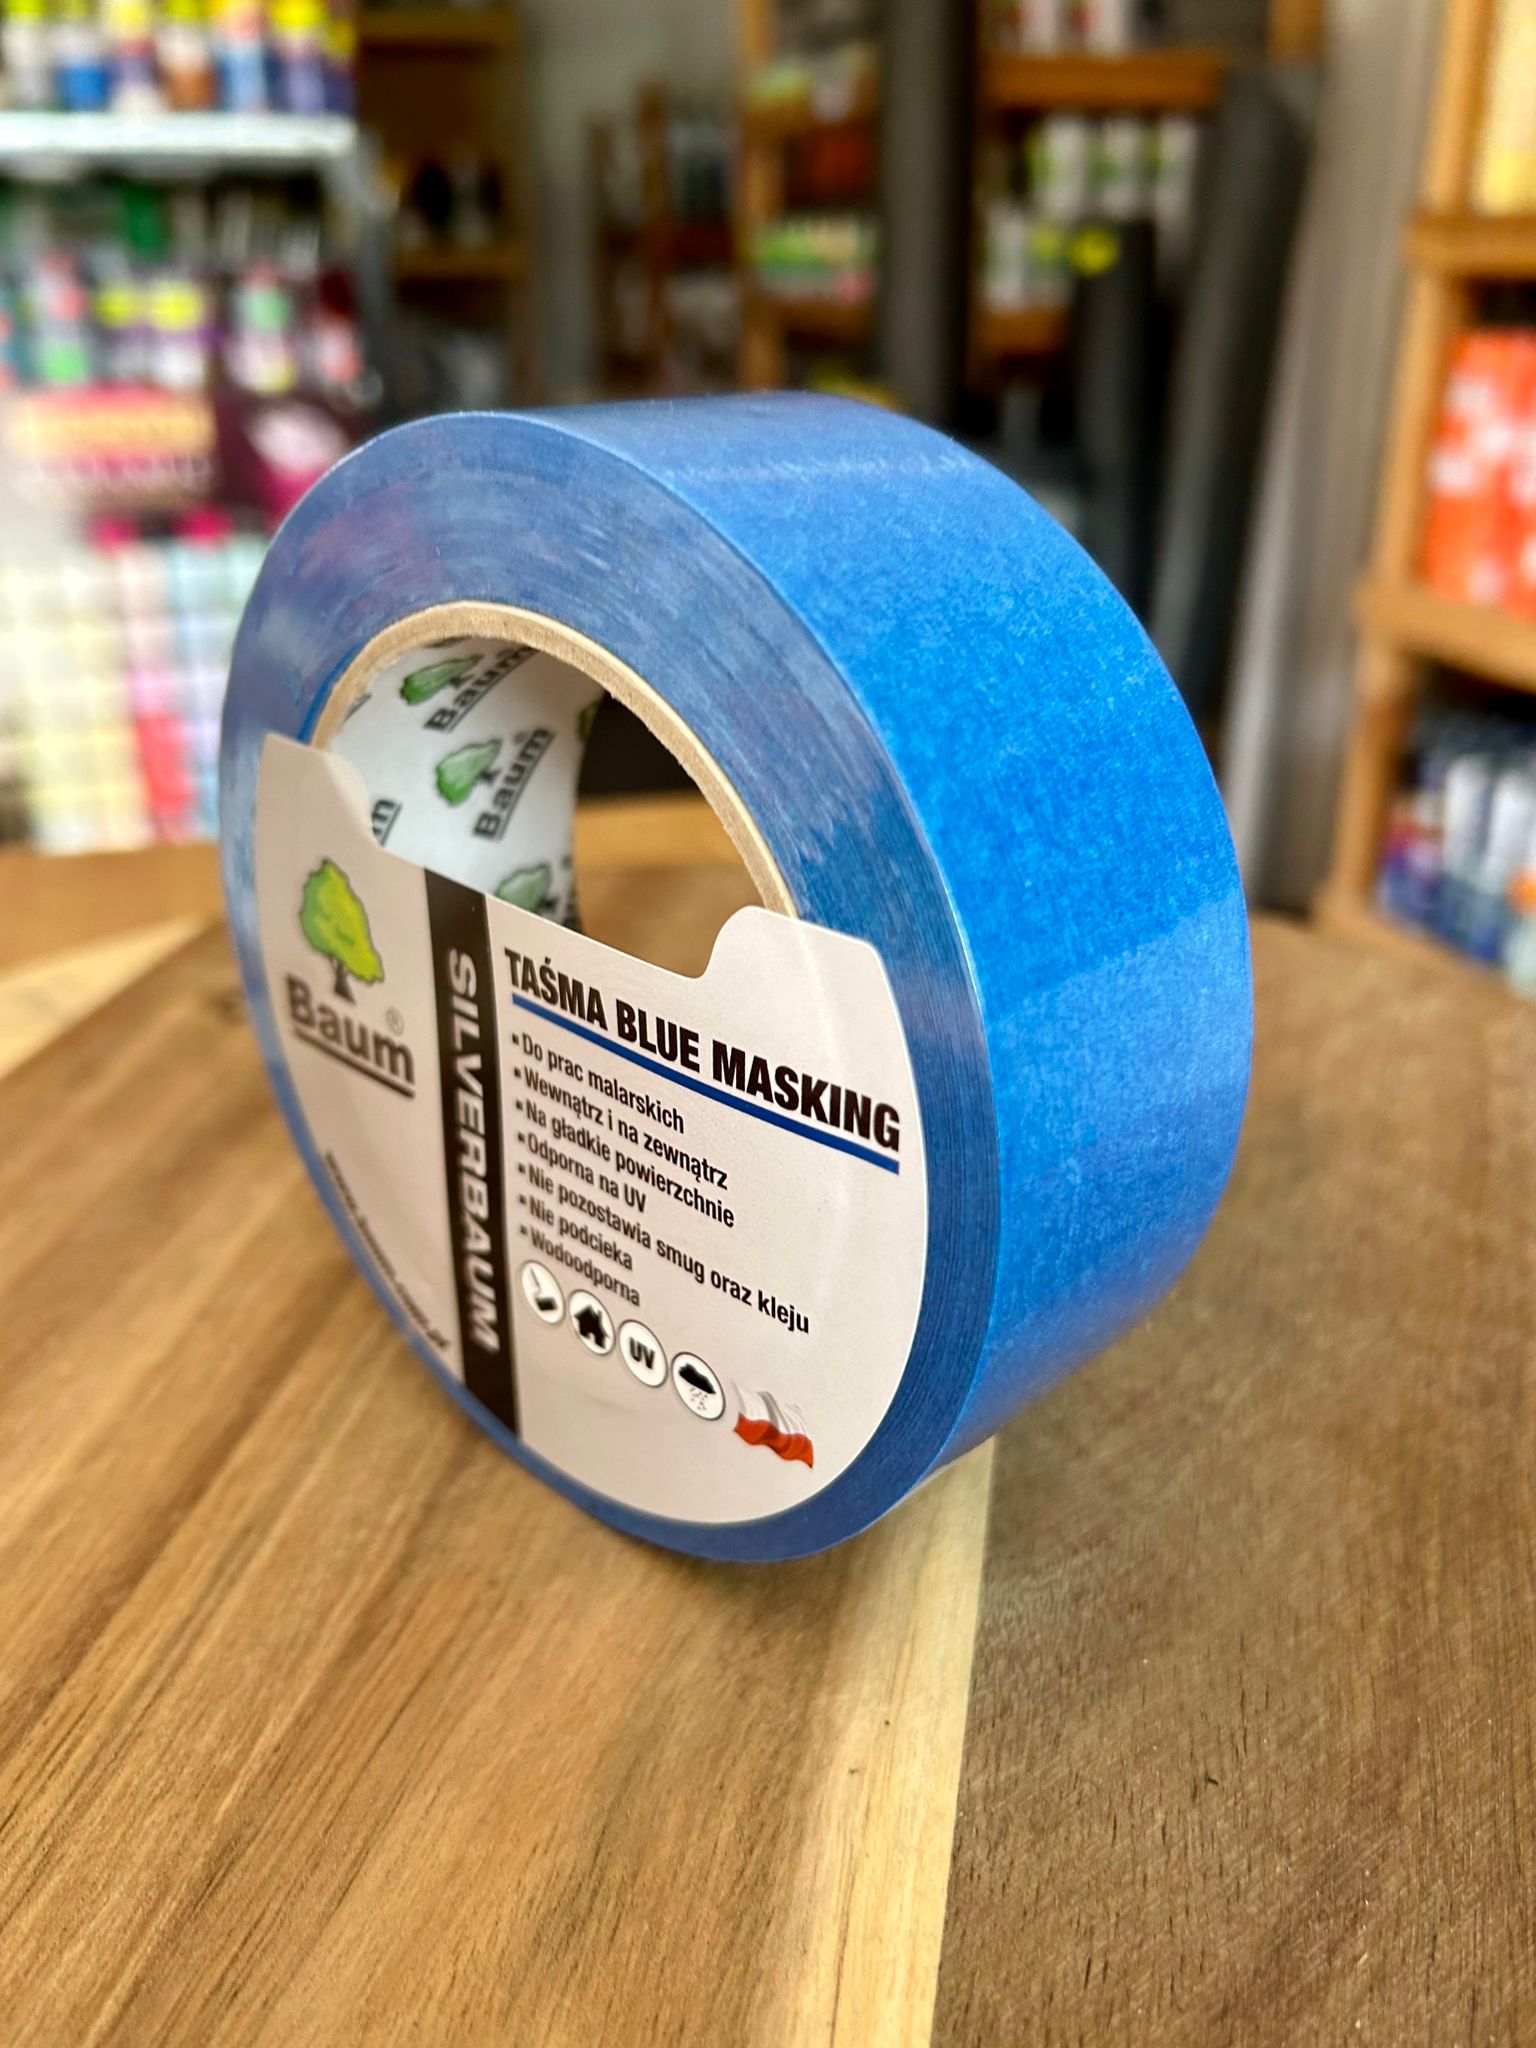 Baum
Baum®
Baum
Baum®
SILVERBAUM
TAŚMA BLUE MASKING
▪ Do prac malarskich
▪ Wewnątrz i na zewnątrz
▪ Na gładkie powierzchnie
▪ Odporna na UV
▪ Nie pozostawia smug oraz kleju
▪ Nie podcieka
▪ Wodoodporna
UV